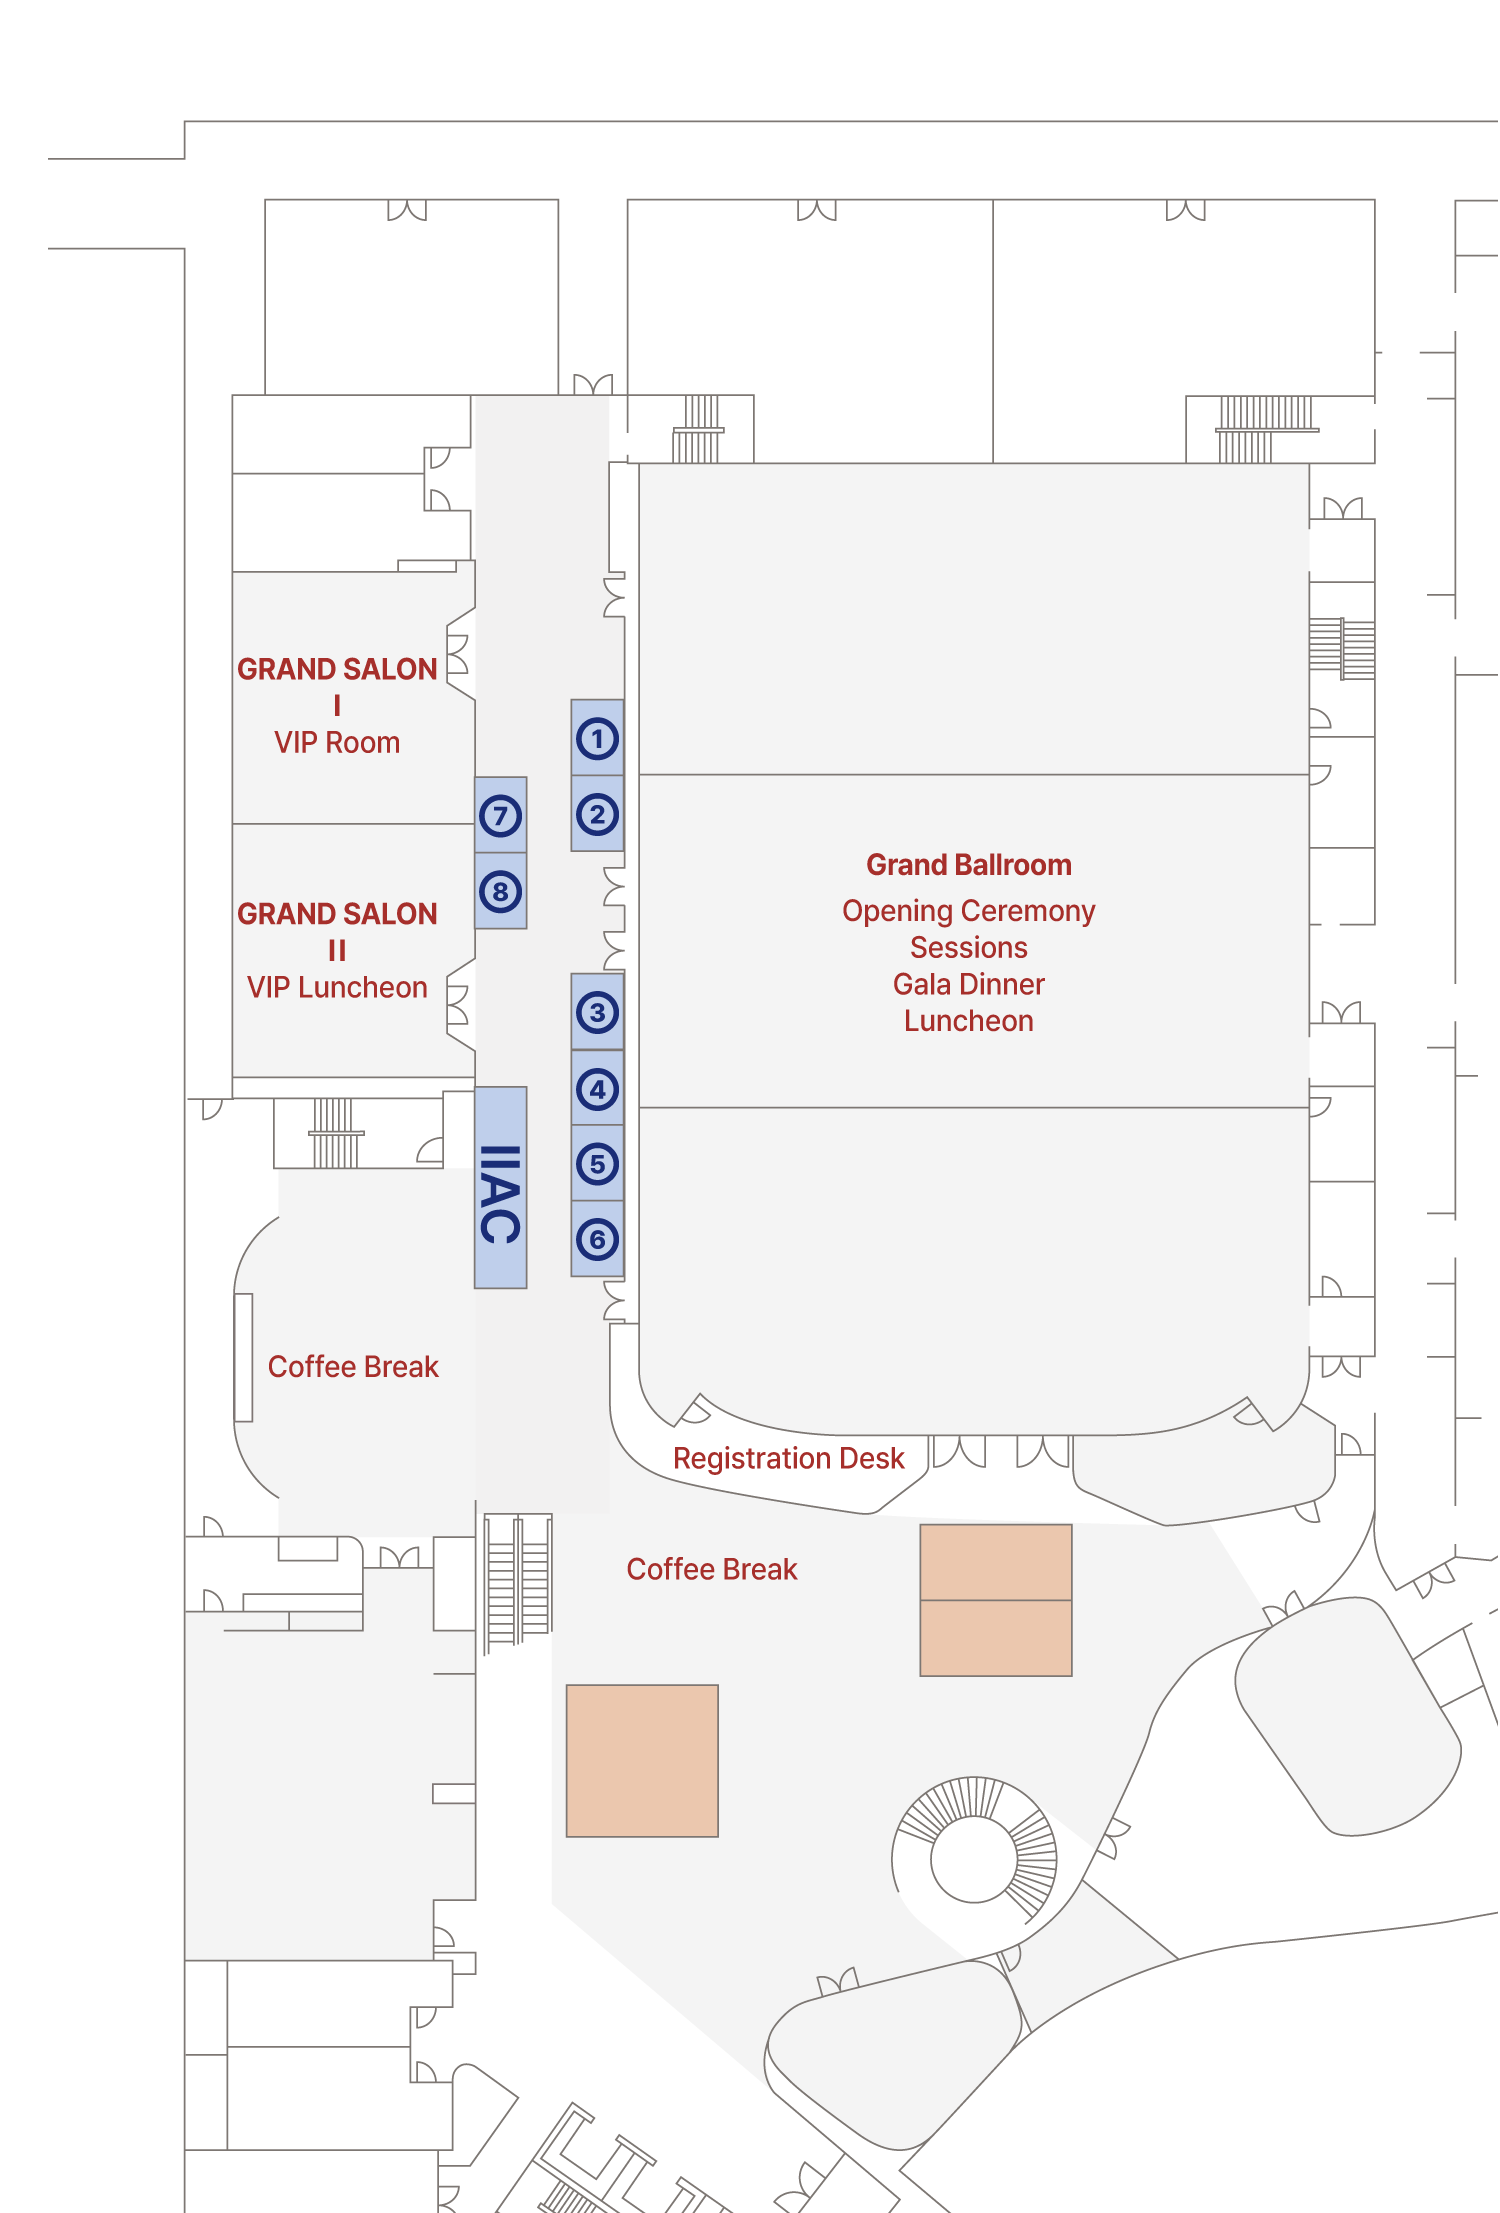 GRAND SALON
I
VIP Room
1
2
7
8
GRAND SALON
II
VIP Luncheon
Grand Ballroom
Opening Ceremony
Sessions
Gala Dinner
Luncheon
3
4
5
6
IIAC
Coffee Break
Registration Desk
Coffee Break